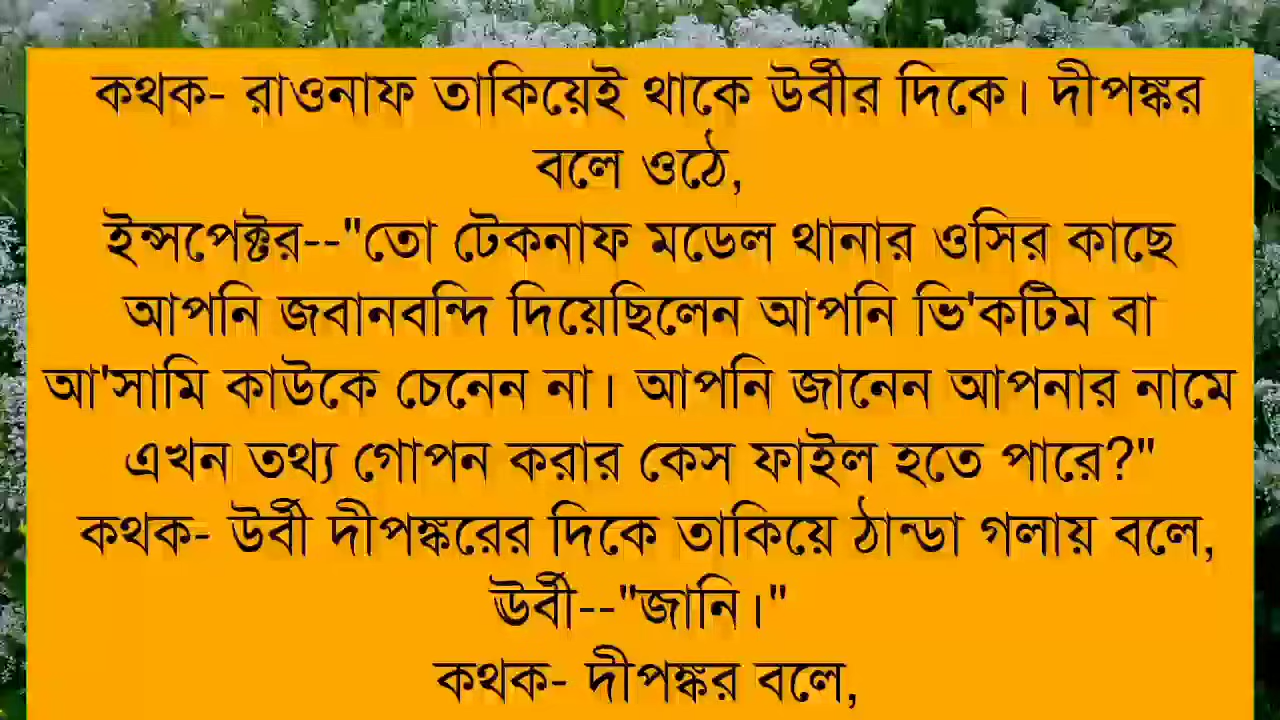 কথক- রাওনাফ তাকিয়েই থাকে উর্বীর দিকে। দীপঙ্কর
বলে ওঠে,
ইন্সপেক্টর--"তো টেকনাফ মডেল থানার ওসির কাছে
আপনি জবানবন্দি দিয়েছিলেন আপনি ভি'কটিম বা
আ'সামি কাউকে চেনেন না। আপনি জানেন আপনার নামে
এখন তথ্য গোপন করার কেস ফাইল হতে পারে?"
কথক- উর্বী দীপঙ্করের দিকে তাকিয়ে ঠান্ডা গলায় বলে,
ঊর্বী--"জানি।"
কথক- দীপঙ্কর বলে,